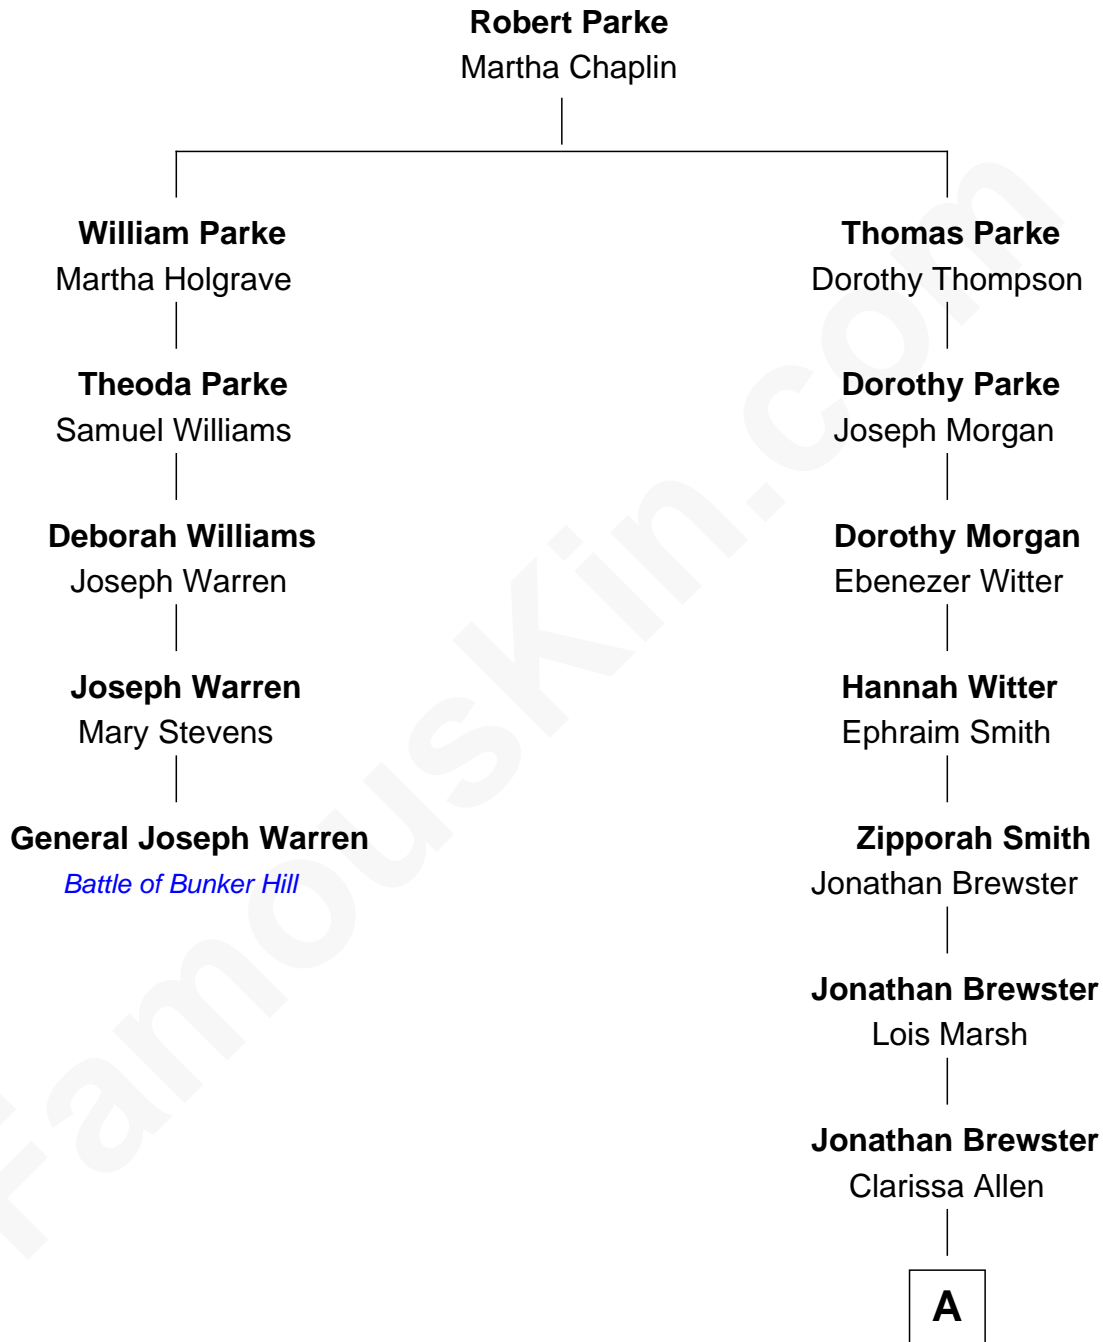 Robert Parke
Martha Chaplin
William Parke
Martha Holgrave
Theoda Parke
Samuel Williams
Deborah Williams
Joseph Warren
Joseph Warren
Mary Stevens
General Joseph Warren
Battle of Bunker Hill
Thomas Parke
Dorothy Thompson
Dorothy Parke
Joseph Morgan
Dorothy Morgan
Ebenezer Witter
Hannah Witter
Ephraim Smith
Zipporah Smith
Jonathan Brewster
Jonathan Brewster
Lois Marsh
Jonathan Brewster
Clarissa Allen
A
FamousKin.com